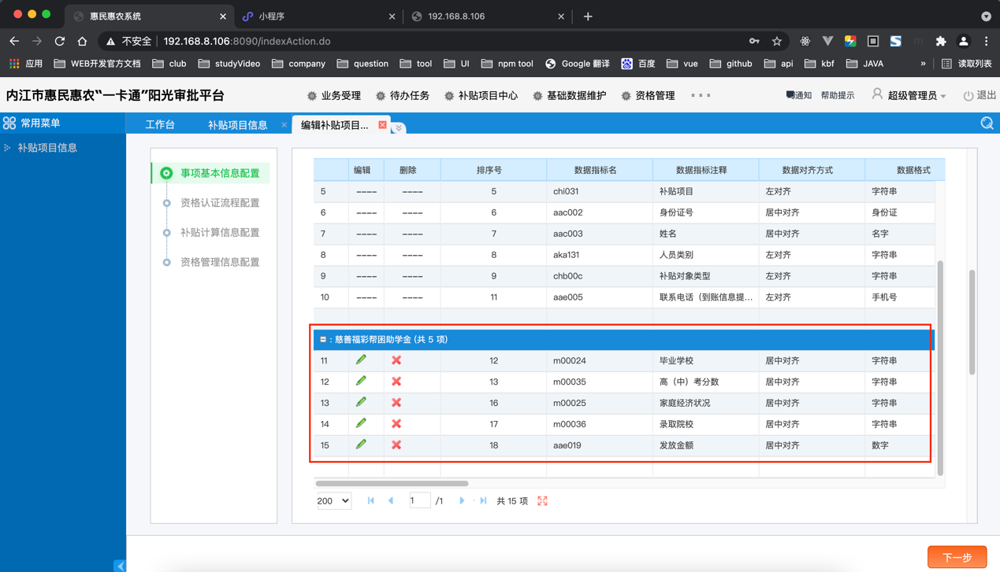 惠民惠农系统
小程序
192.168.8.106
不安全 192.168.8.106:8090/indexAction.do
应用 WEB开发官方文档 club studyVideo company question tool UI npm tool Google 翻译 百度 vue github api kbf JAVA » 阅读列表
内江市惠民惠农“一卡通”阳光审批平台 业务受理 待办任务 补贴项目中心 基础数据维护 资格管理 通知 帮助提示 超级管理员 退出
常用菜单 工作台 补贴项目信息 编辑补贴项目...
补贴项目信息
事项基本信息配置
资格认证流程配置
补贴计算信息配置
资格管理信息配置
编辑 删除 排序号 数据指标名 数据指标注释 数据对齐方式 数据格式
5 ---- ---- 5 chi031 补贴项目 左对齐 字符串
6 ---- ---- 6 aac002 身份证号 居中对齐 身份证
7 ---- ---- 7 aac003 姓名 居中对齐 名字
8 ---- ---- 8 aka131 人员类别 左对齐 字符串
9 ---- ---- 9 chb00c 补贴对象类型 左对齐 字符串
10 ---- ---- 11 aae005 联系电话（到账信息提... 左对齐 手机号
: 慈善福彩帮困助学金 (共 5 项)
11 12 m00024 毕业学校 居中对齐 字符串
12 13 m00035 高（中）考分数 居中对齐 字符串
13 16 m00025 家庭经济状况 居中对齐 字符串
14 17 m00036 录取院校 居中对齐 字符串
15 18 aae019 发放金额 居中对齐 数字
200 1 /1 共 15 项
下一步